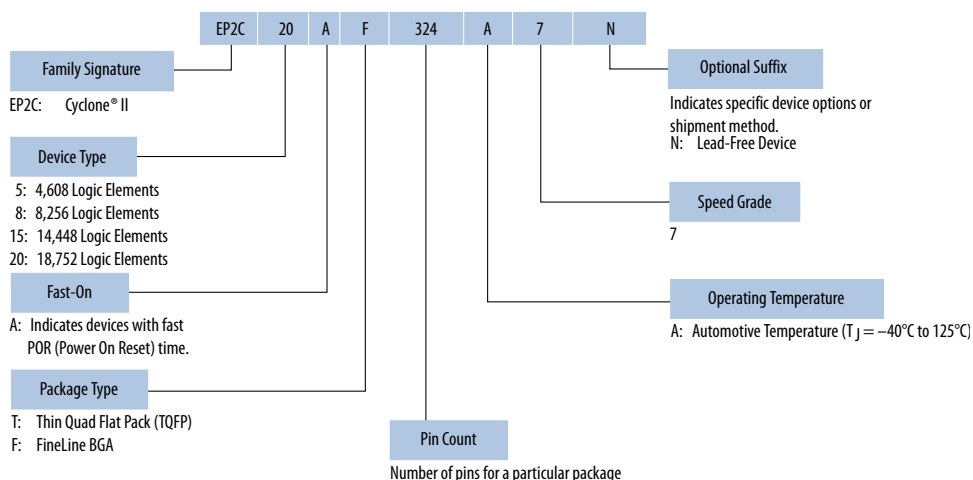 EP2C 20 A F 324 A 7 N
Family Signature
EP2C: Cyclone® II
Device Type
5: 4,608 Logic Elements
8: 8,256 Logic Elements
15: 14,448 Logic Elements
20: 18,752 Logic Elements
Fast-On
A: Indicates devices with fast
POR (Power On Reset) time.
Package Type
T: Thin Quad Flat Pack (TQFP)
F: FineLine BGA
Pin Count
Number of pins for a particular package
Optional Suffix
Indicates specific device options or
shipment method.
N: Lead-Free Device
Speed Grade
7
Operating Temperature
A: Automotive Temperature (T J = −40°C to 125°C)